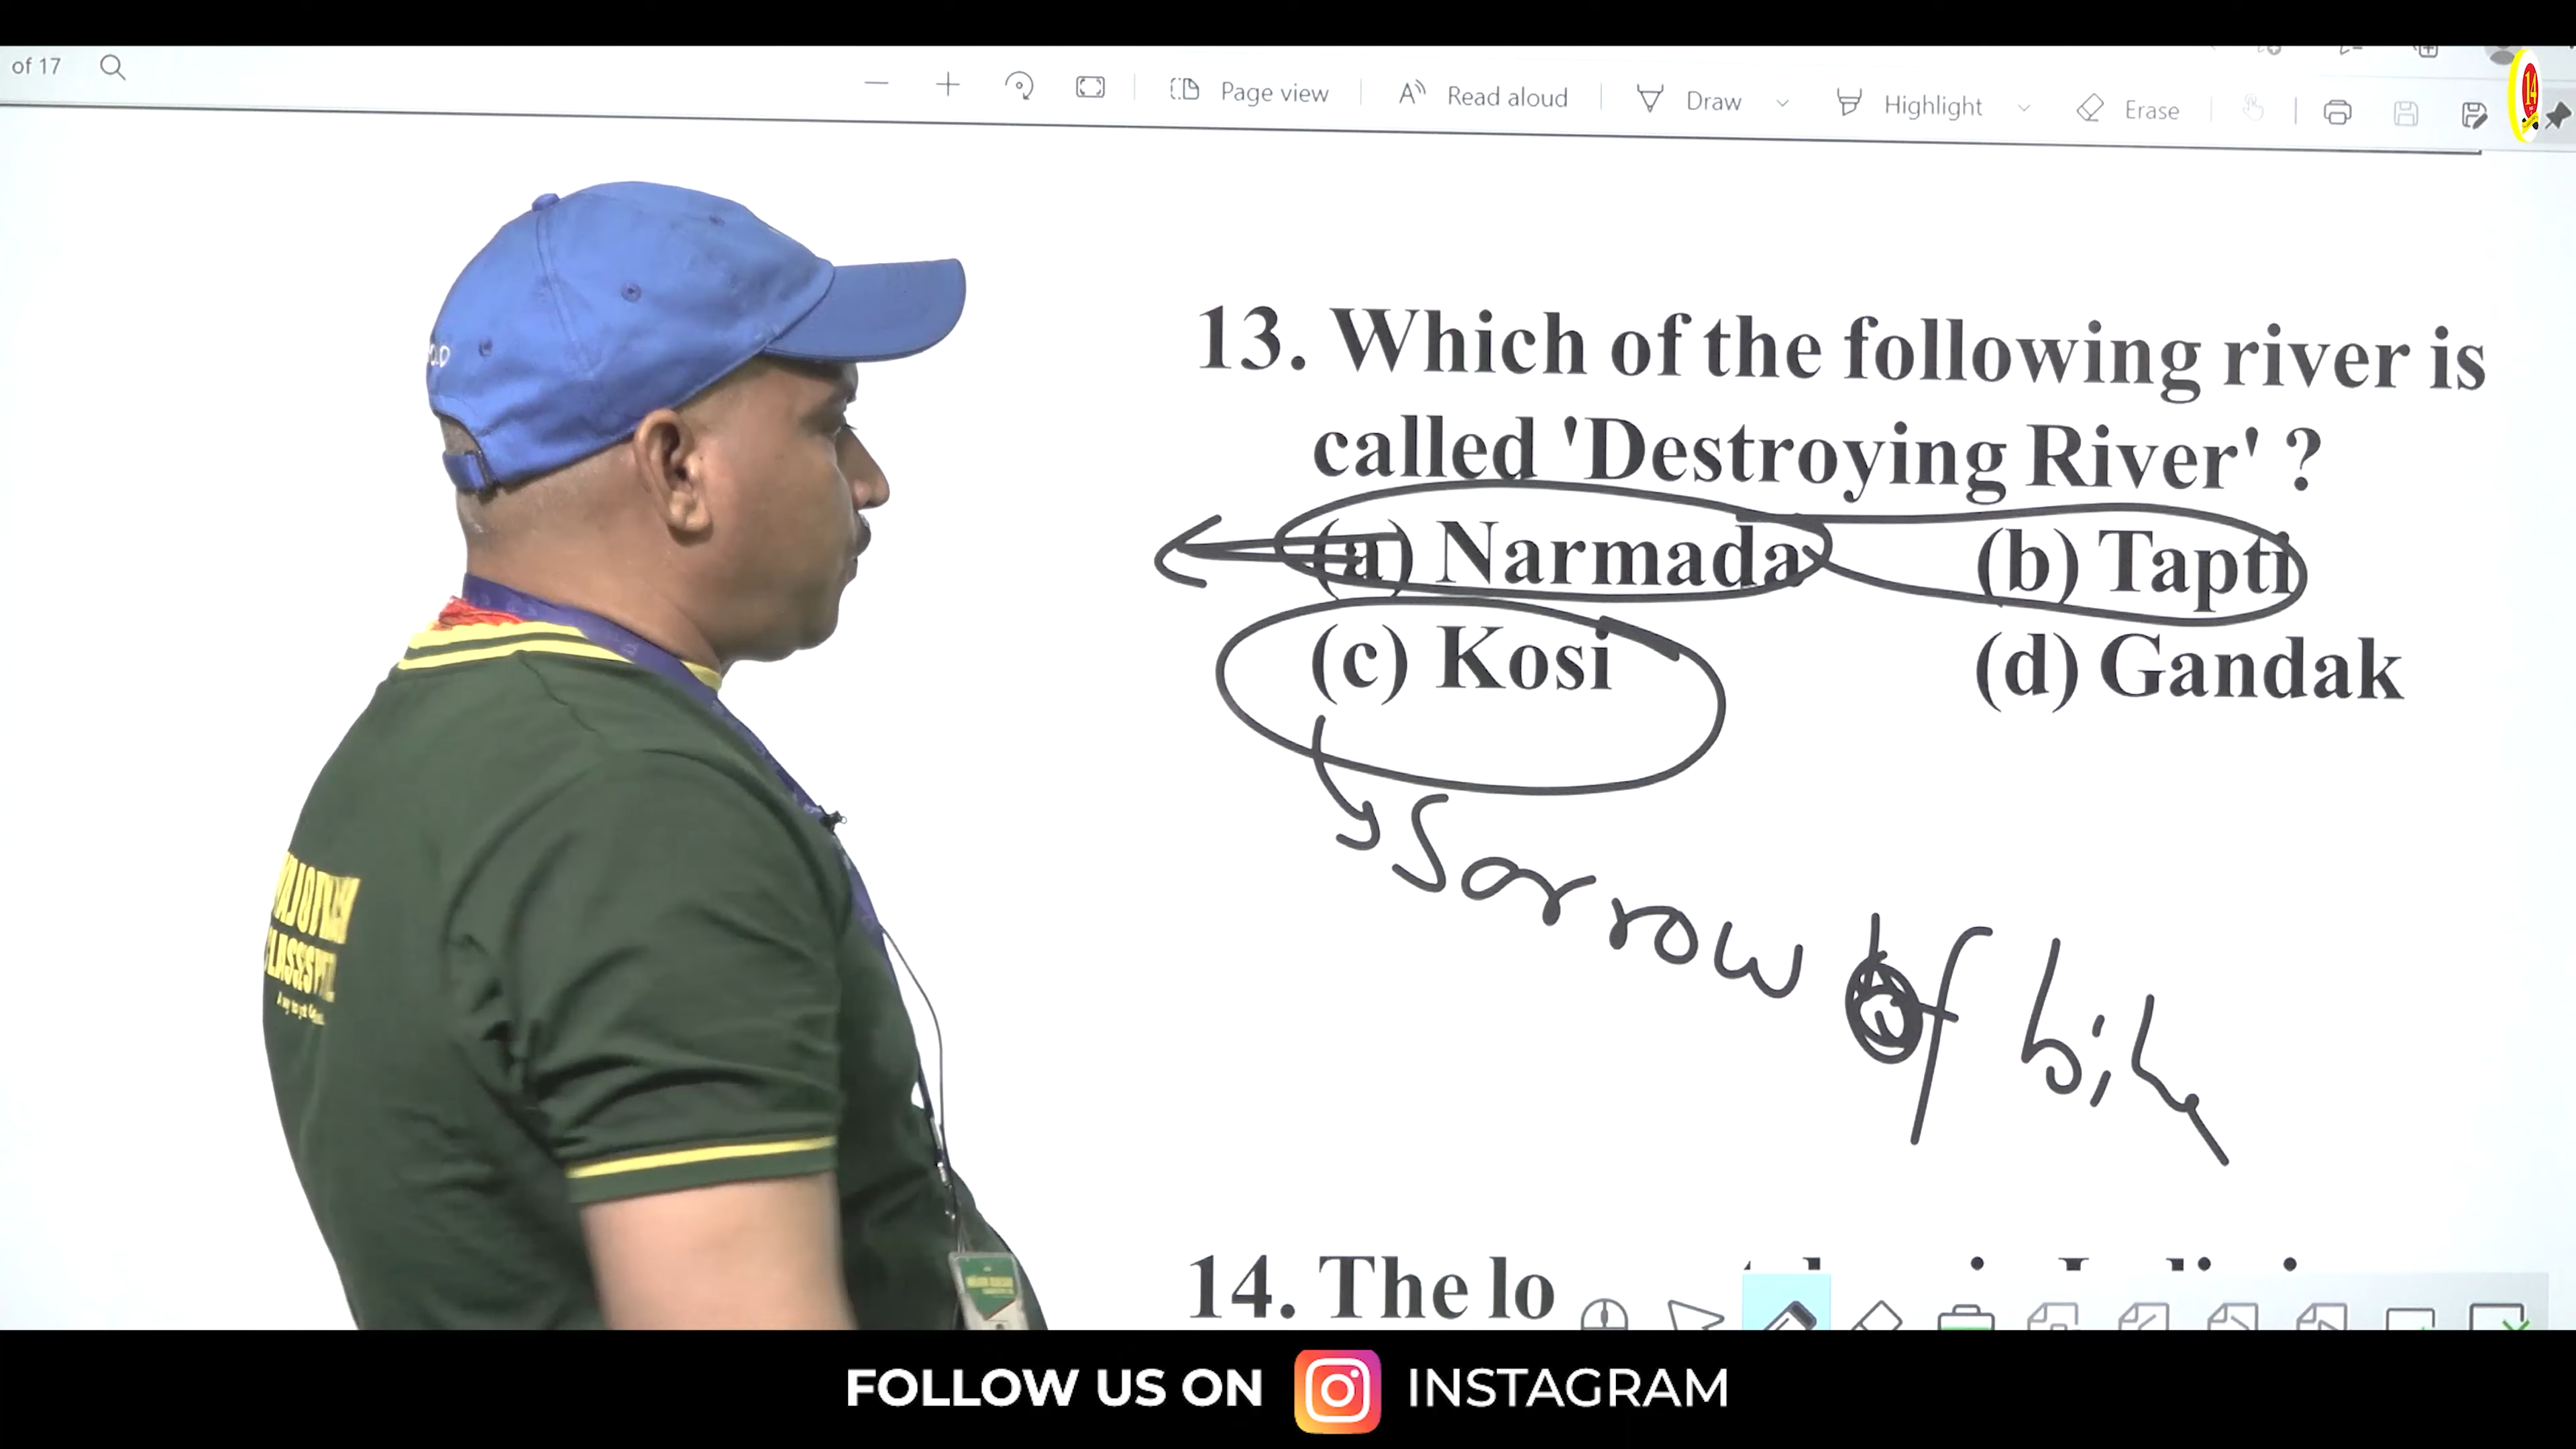 of 17
Page view
Read aloud
Draw
Highlight
Erase
14
13. Which of the following river is
called 'Destroying River' ?
(a) Narmada (b) Tapti
(c) Kosi (d) Gandak
Sorrow of
14. The lo
FOLLOW US ON INSTAGRAM